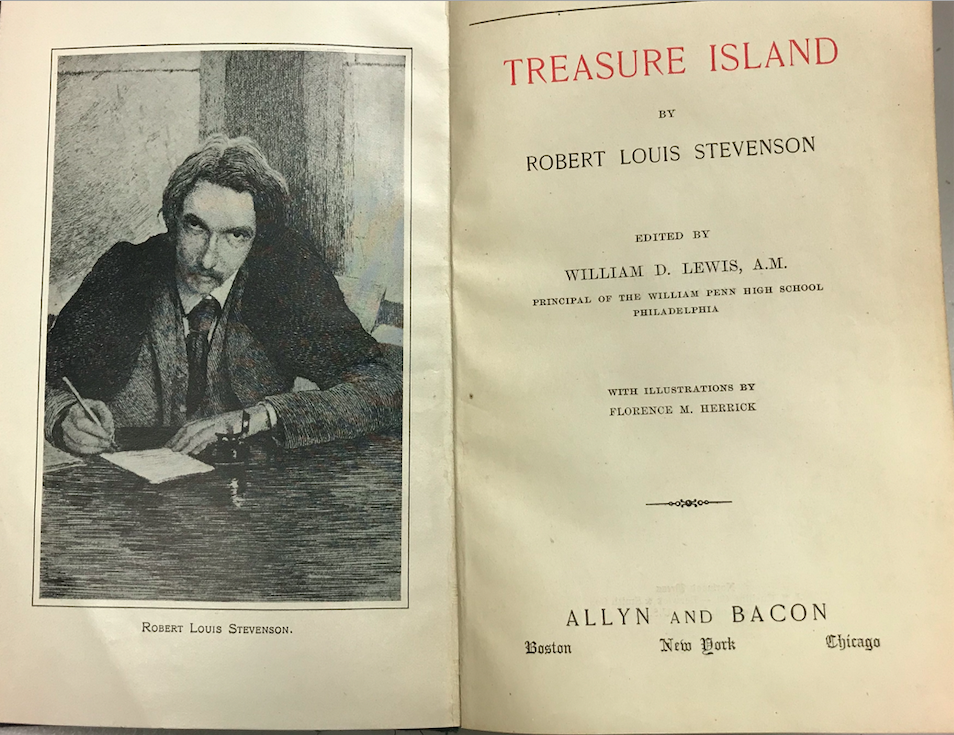 ROBERT LOUIS STEVENSON.
TREASURE ISLAND
BY
ROBERT LOUIS STEVENSON
EDITED BY
WILLIAM D. LEWIS, A.M.
PRINCIPAL OF THE WILLIAM PENN HIGH SCHOOL
PHILADELPHIA
WITH ILLUSTRATIONS BY
FLORENCE M. HERRICK
ALLYN AND BACON
Boston New York Chicago